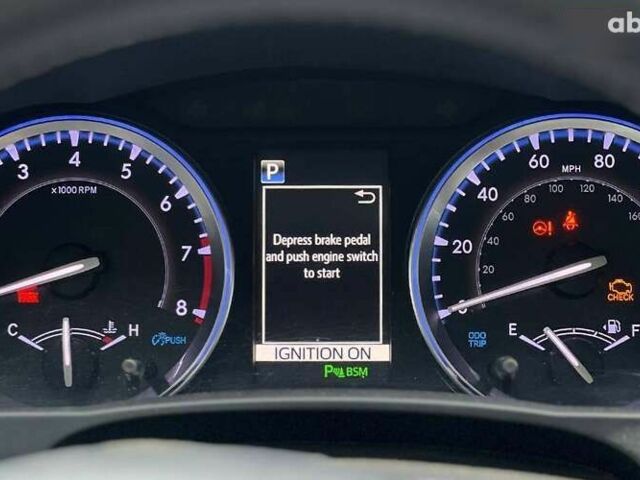 ab
3 4 5 6 7 8
x1000 RPM
C H
PUSH
P
Depress brake pedal
and push engine switch
to start
IGNITION ON
P BSM
20 40 60 80
MPH
20 40 60 80 100 120 140 160
CHECK
ODO
TRIP
E F